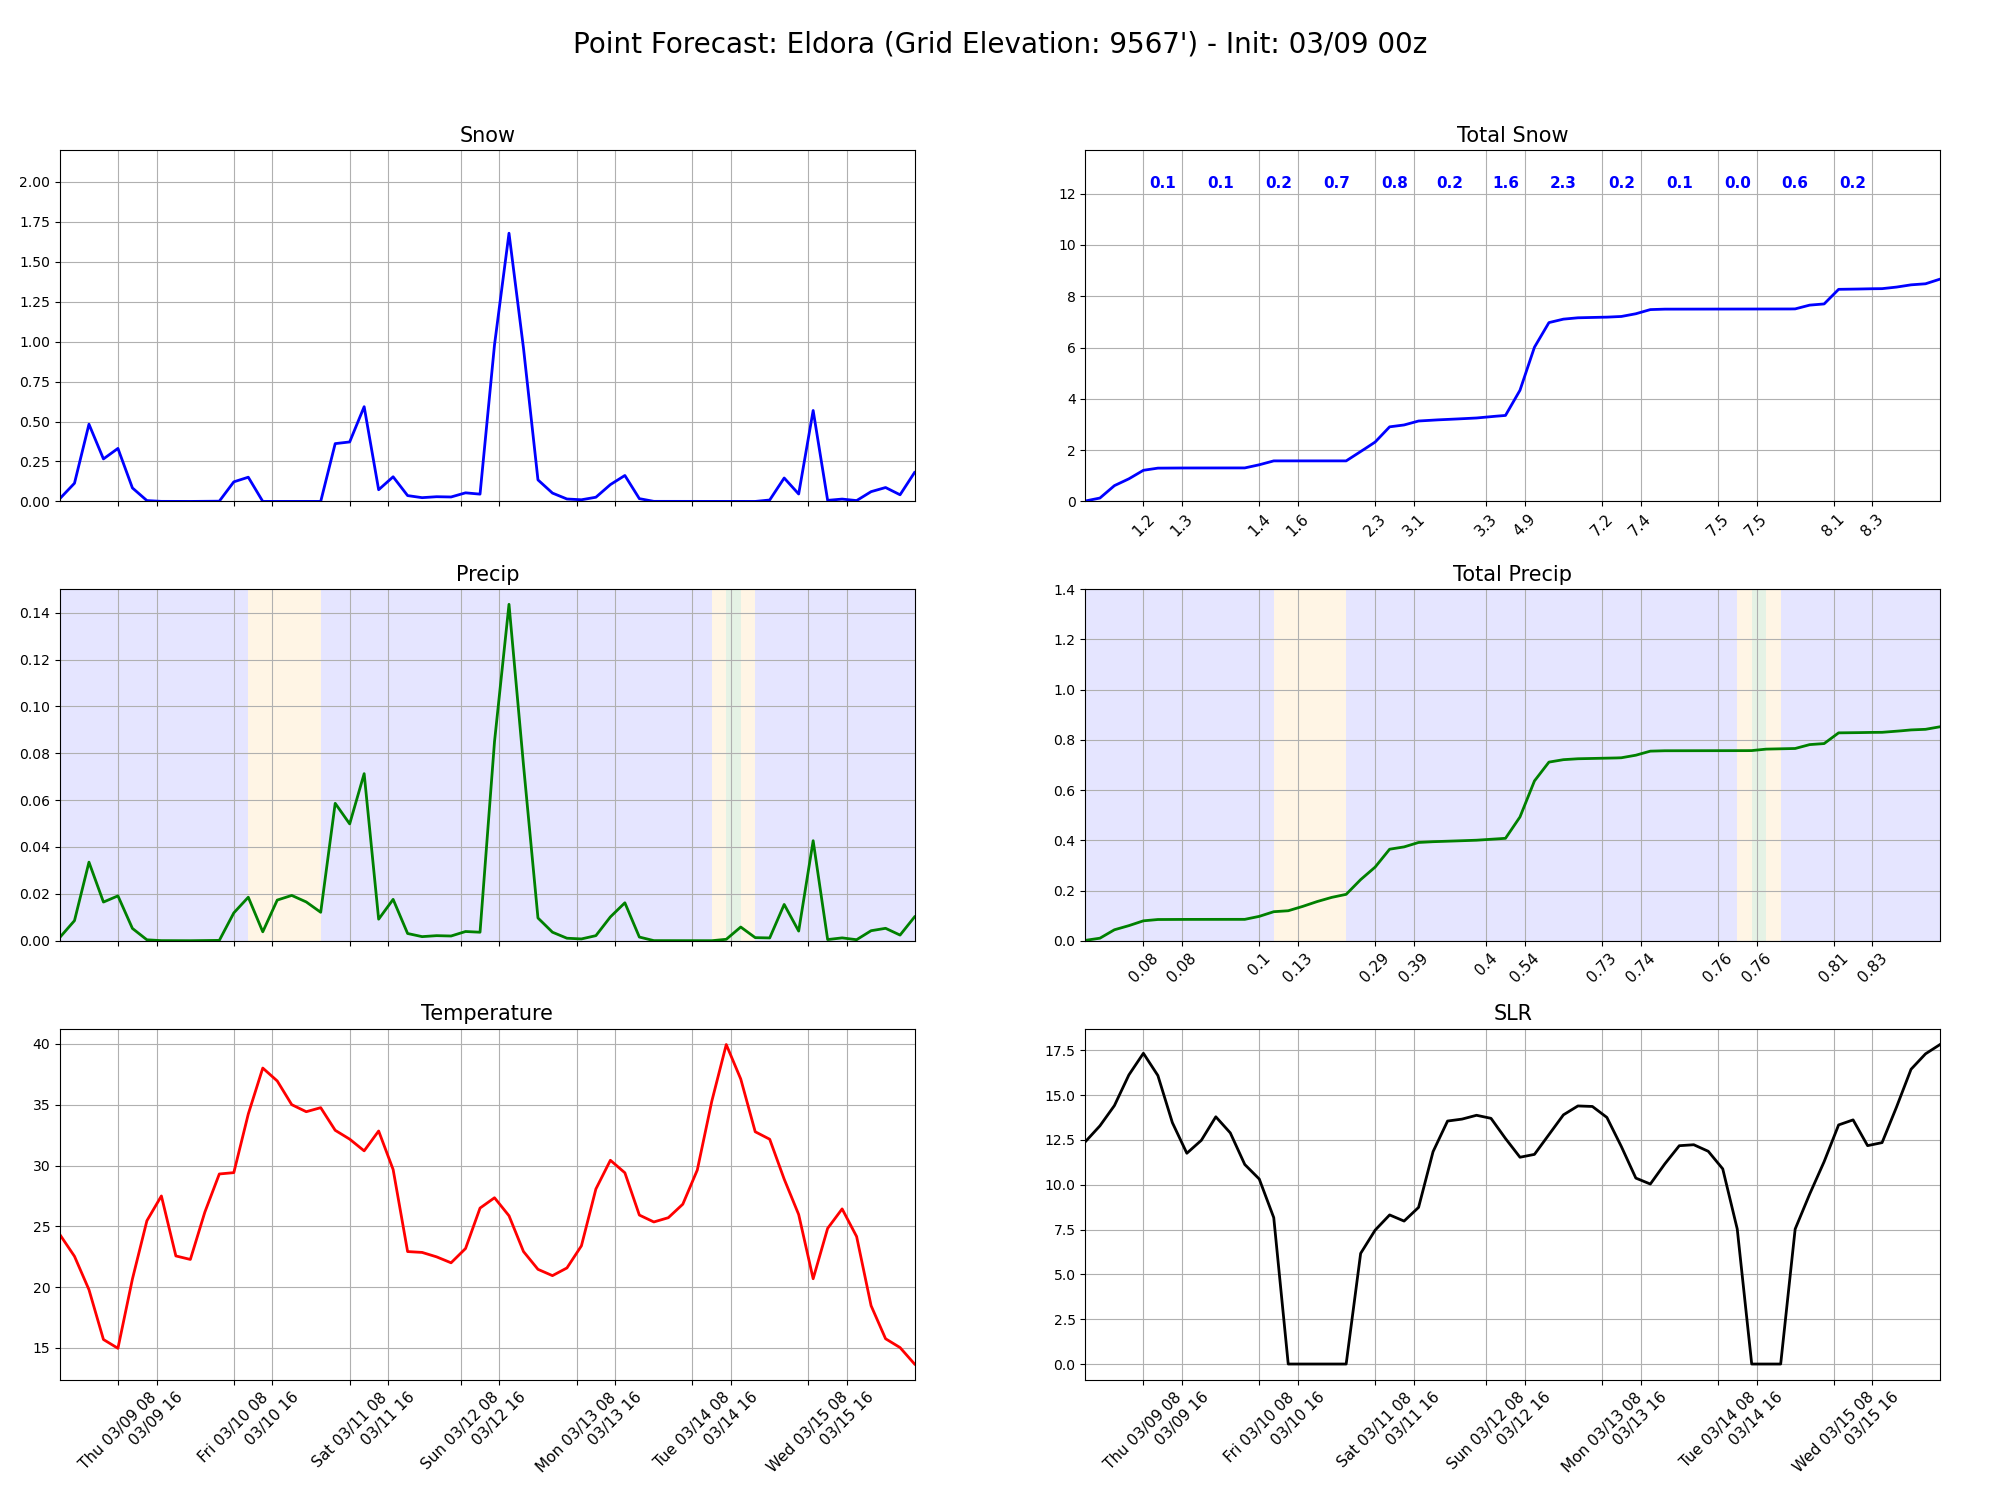 Point Forecast: Eldora (Grid Elevation: 9567') - Init: 03/09 00z
Snow
2.00
1.75
1.50
1.25
1.00
0.75
0.50
0.25
0.00
Total Snow
0.1 0.1 0.2 0.7 0.8 0.2 1.6 2.3 0.2 0.1 0.0 0.6 0.2
12
10
8
6
4
2
0
1.2 1.3 1.4 1.6 2.3 3.1 3.3 4.9 7.2 7.4 7.5 7.5 8.1 8.3
Precip
0.14
0.12
0.10
0.08
0.06
0.04
0.02
0.00
Total Precip
1.4
1.2
1.0
0.8
0.6
0.4
0.2
0.0
0.08 0.08 0.1 0.13 0.29 0.39 0.4 0.54 0.73 0.74 0.76 0.76 0.81 0.83
Temperature
40
35
30
25
20
15
Thu 03/09 08
03/09 16
Fri 03/10 08
03/10 16
Sat 03/11 08
03/11 16
Sun 03/12 08
03/12 16
Mon 03/13 08
03/13 16
Tue 03/14 08
03/14 16
Wed 03/15 08
03/15 16
SLR
17.5
15.0
12.5
10.0
7.5
5.0
2.5
0.0
Thu 03/09 08
03/09 16
Fri 03/10 08
03/10 16
Sat 03/11 08
03/11 16
Sun 03/12 08
03/12 16
Mon 03/13 08
03/13 16
Tue 03/14 08
03/14 16
Wed 03/15 08
03/15 16